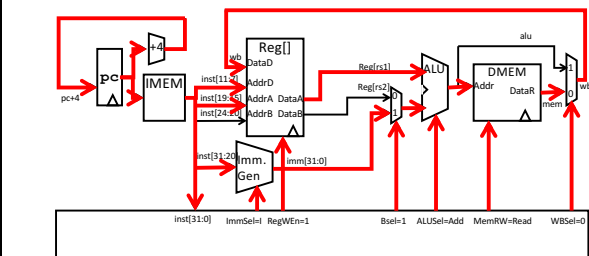 +4
pc
pc+4
IMEM
inst[11:7]
inst[19:15]
inst[24:20]
inst[31:20]
inst[31:0]
wb
Reg[]
DataD
AddrD
AddrA
AddrB
DataA
DataB
Imm.
Gen
imm[31:0]
Reg[rs1]
Reg[rs2]
0
1
ALU
alu
DMEM
Addr
DataR
mem
1
0
wb
ImmSel=I
RegWEn=1
Bsel=1
ALUSel=Add
MemRW=Read
WBSel=0